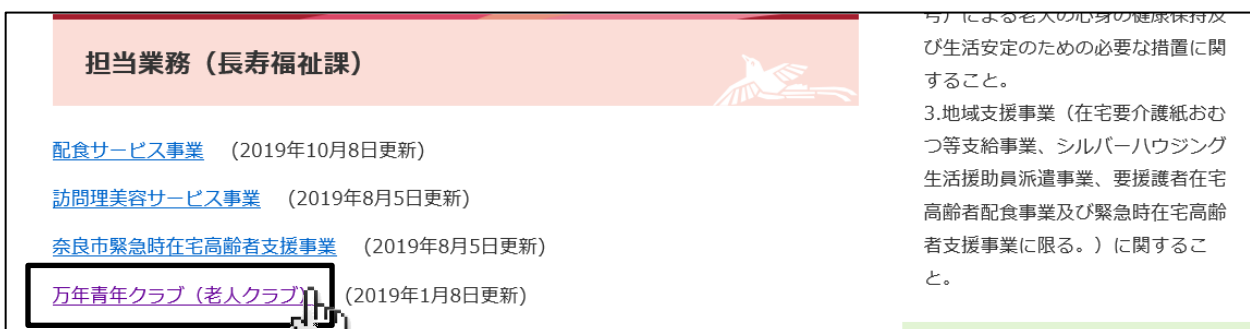 担当業務（長寿福祉課）
配食サービス事業 (2019年10月8日更新)
訪問理美容サービス事業 (2019年8月5日更新)
奈良市緊急時在宅高齢者支援事業 (2019年8月5日更新)
万年青年クラブ（老人クラブ） (2019年1月8日更新)
号）による老人の心身の健康保持及
び生活安定のための必要な措置に関
すること。
3.地域支援事業（在宅要介護紙おむ
つ等支給事業、シルバーハウジング
生活援助員派遣事業、要援護者在宅
高齢者配食事業及び緊急時在宅高齢
者支援事業に限る。）に関するこ
と。